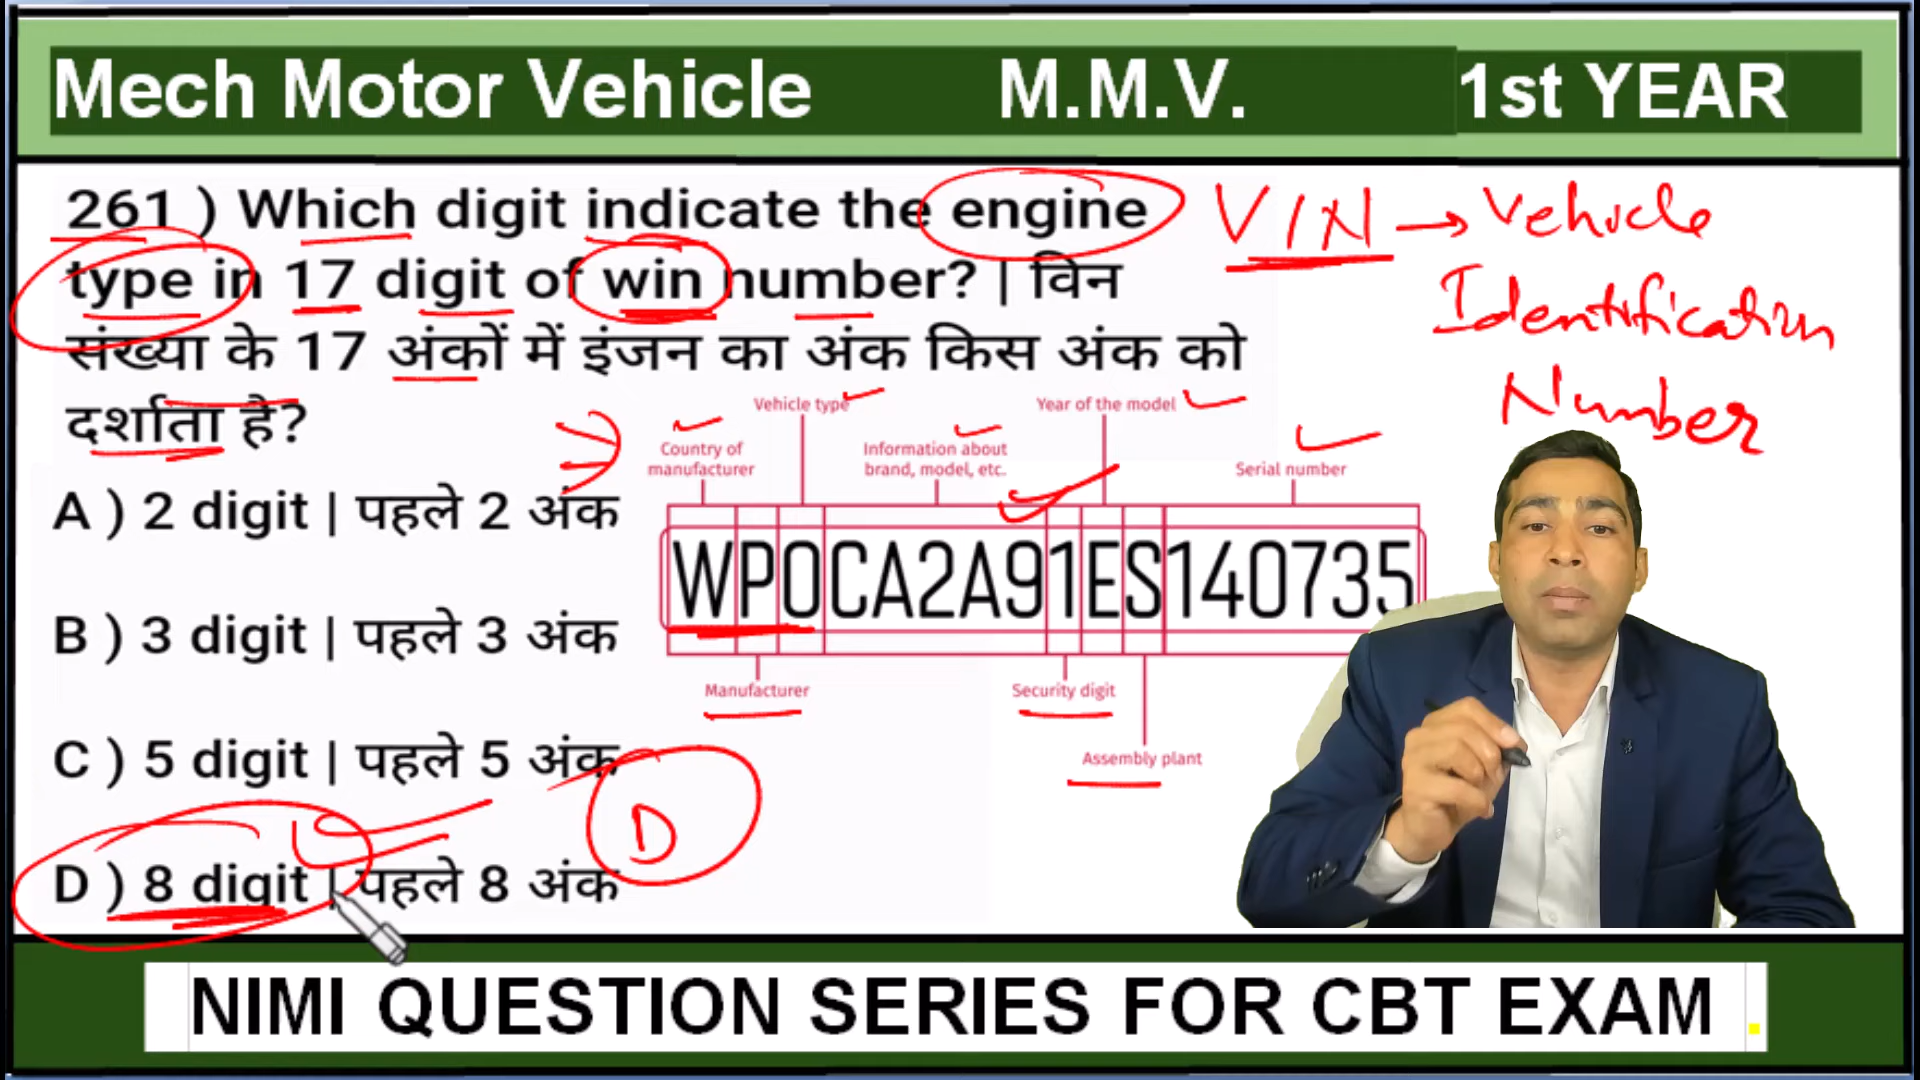 Mech Motor Vehicle M.M.V. 1st YEAR
261 ) Which digit indicate the engine
type in 17 digit of win number? | विन
संख्या के 17 अंकों में इंजन का अंक किस अंक को
दर्शाता है?
VIN → Vehicle
Identification
Number
A ) 2 digit | पहले 2 अंक
B ) 3 digit | पहले 3 अंक
C ) 5 digit | पहले 5 अंक
D ) 8 digit | पहले 8 अंक
D
Vehicle type
Year of the model
Country of
manufacturer
Information about
brand, model, etc.
Serial number
WP0CA2A91ES140735
Manufacturer
Security digit
Assembly plant
NIMI QUESTION SERIES FOR CBT EXAM .